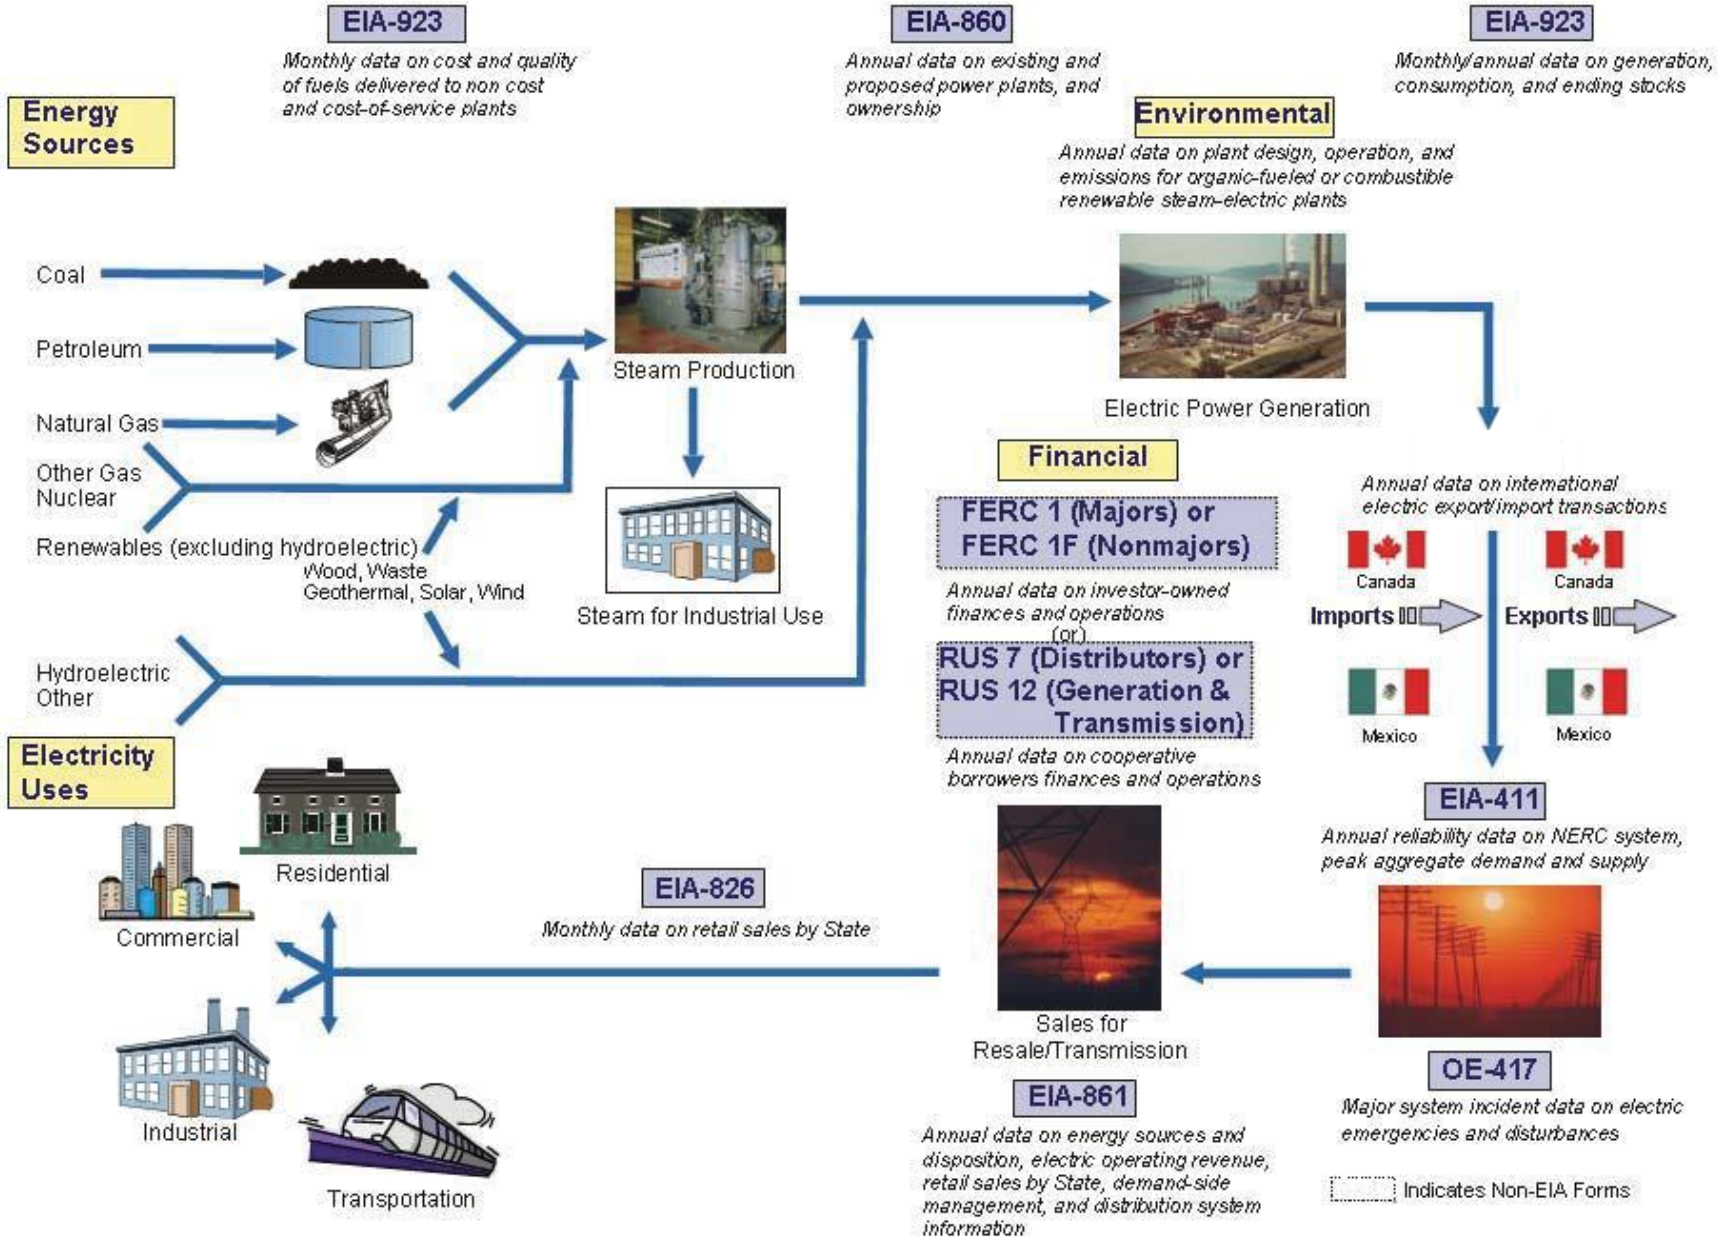 EIA-923
Monthly data on cost and quality
of fuels delivered to non cost
and cost-of-service plants
EIA-860
Annual data on existing and
proposed power plants, and
ownership
EIA-923
Monthly/annual data on generation,
consumption, and ending stocks
Energy
Sources
Environmental
Annual data on plant design, operation, and
emissions for organic-fueled or combustible
renewable steam-electric plants
Coal
Petroleum
Natural Gas
Other Gas
Nuclear
Renewables (excluding hydroelectric)
Wood, Waste
Geothermal, Solar, Wind
Hydroelectric
Other
Steam Production
Steam for Industrial Use
Electric Power Generation
Financial
FERC 1 (Majors) or
FERC 1F (Nonmajors)
Annual data on investor-owned
finances and operations
(or)
RUS 7 (Distributors) or
RUS 12 (Generation &
Transmission)
Annual data on cooperative
borrowers finances and operations
Annual data on international
electric export/import transactions
Canada
Canada
Imports
Exports
Mexico
Mexico
EIA-411
Annual reliability data on NERC system,
peak aggregate demand and supply
Electricity
Uses
Residential
Commercial
Industrial
Transportation
EIA-826
Monthly data on retail sales by State
Sales for
Resale/Transmission
EIA-861
Annual data on energy sources and
disposition, electric operating revenue,
retail sales by State, demand-side
management, and distribution system
information
OE-417
Major system incident data on electric
emergencies and disturbances
Indicates Non-EIA Forms